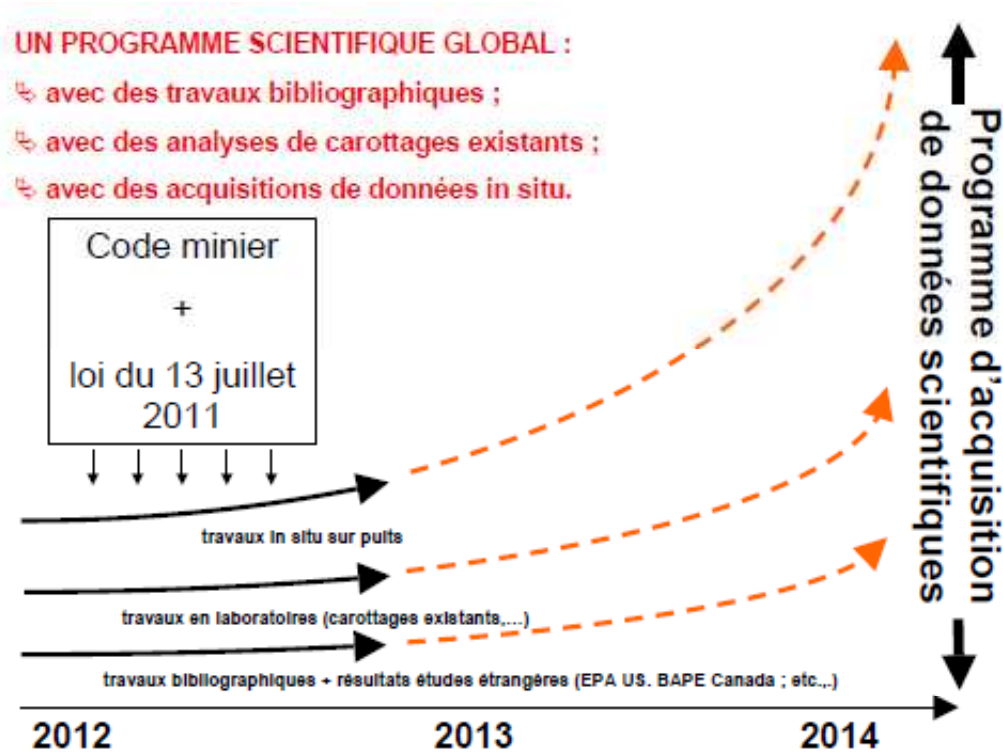 UN PROGRAMME SCIENTIFIQUE GLOBAL :
avec des travaux bibliographiques ;
avec des analyses de carottages existants ;
avec des acquisitions de données in situ.
Code minier
+
loi du 13 juillet
2011
travaux in situ sur puits
travaux en laboratoires (carottages existants,...)
travaux bibliographiques + résultats études étrangères (EPA US. BAPE Canada ; etc.,.)
2012 2013 2014
Programme d'acquisition
de données scientifiques